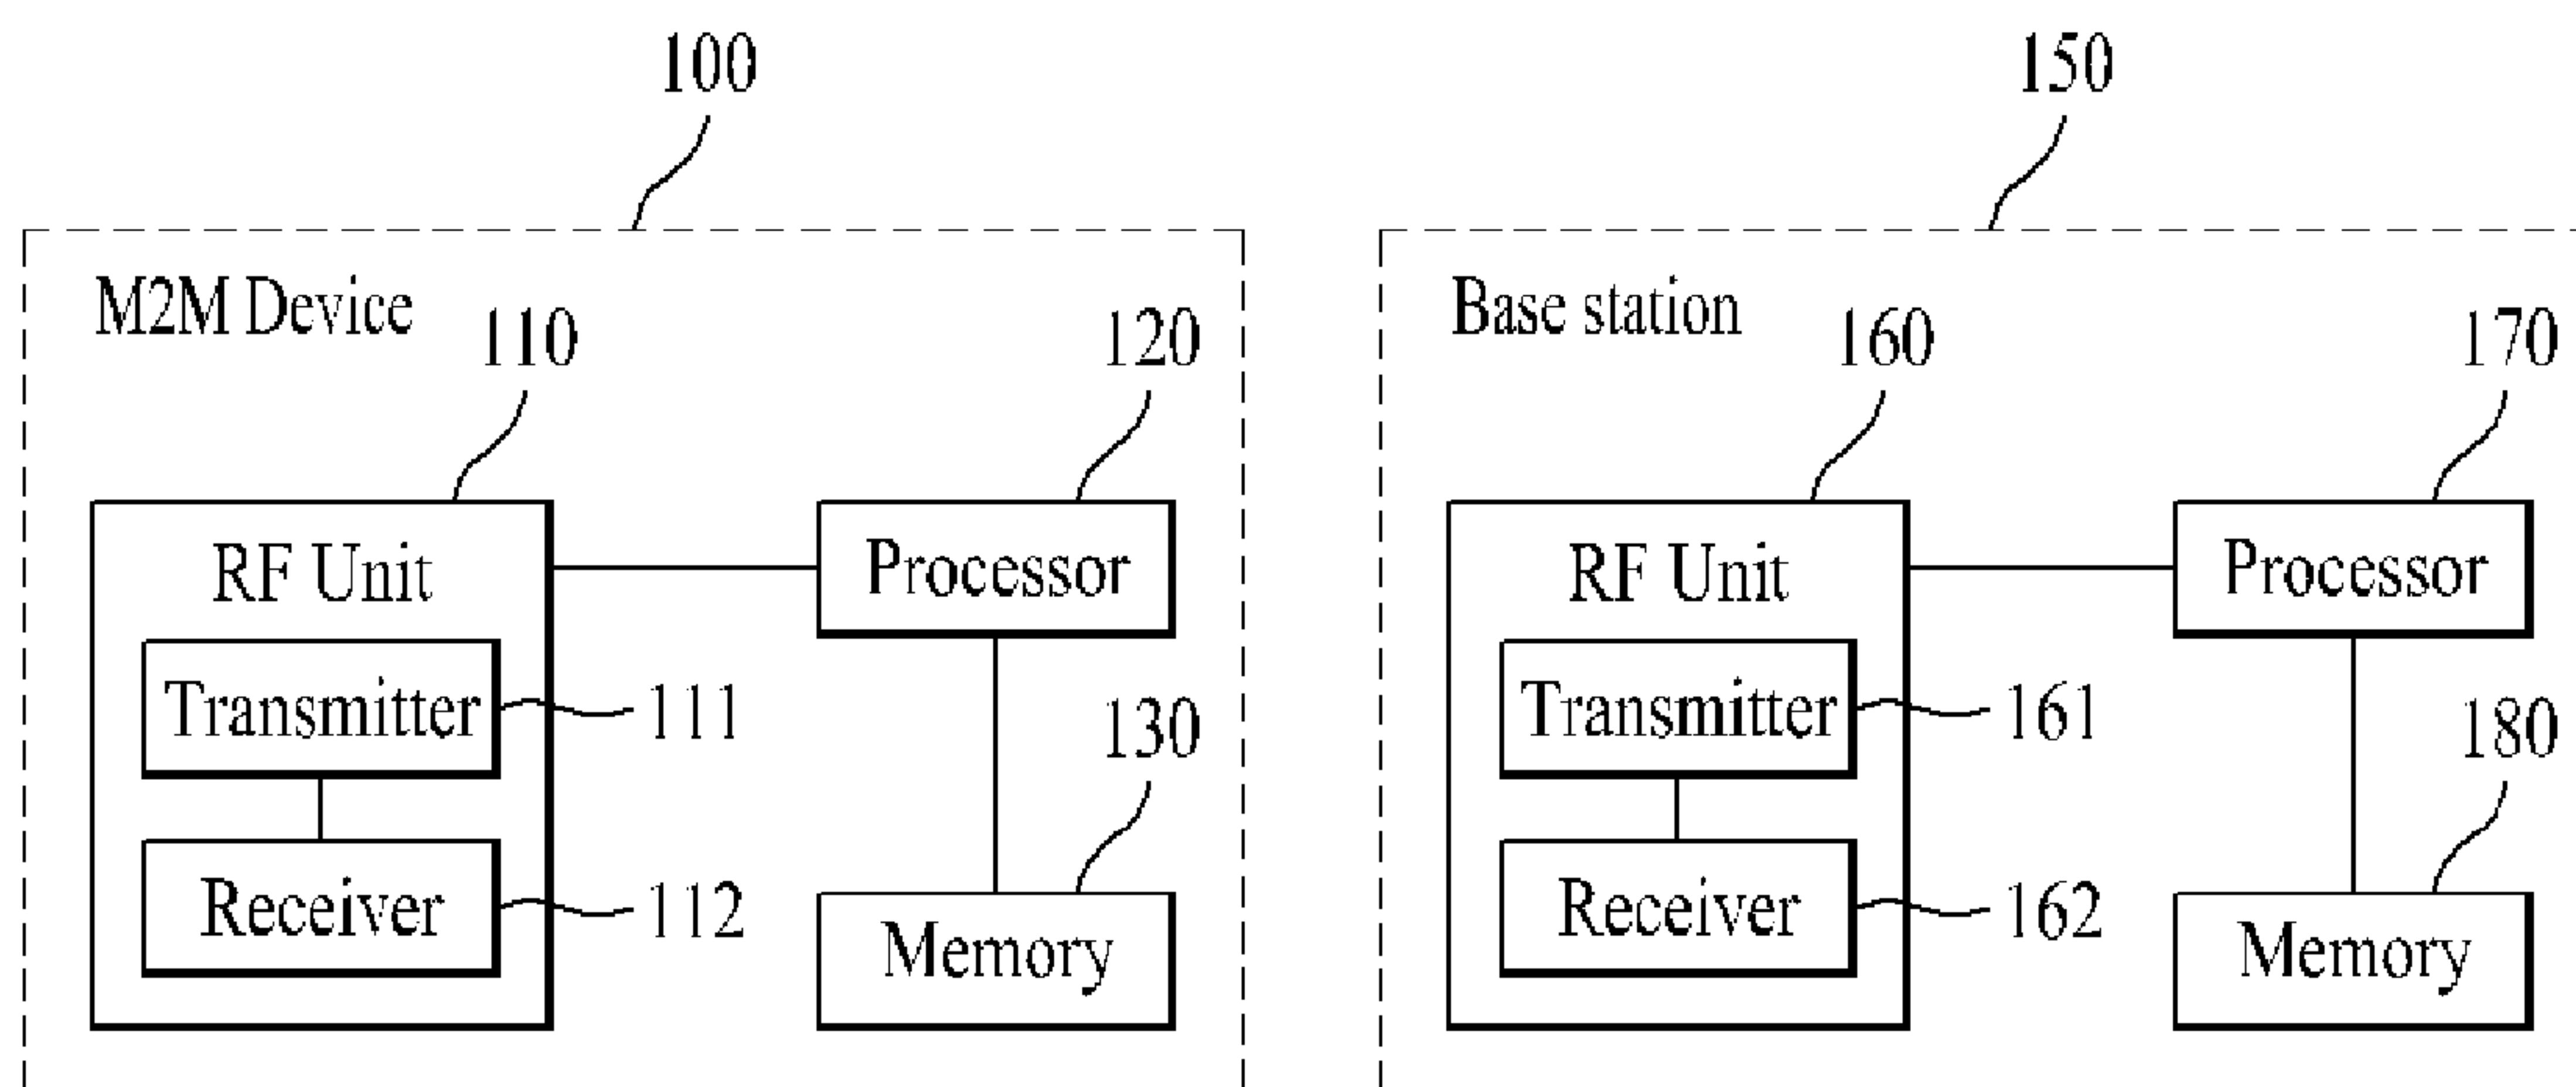 100
150
M2M Device
110
120
Base station
160
170
RF Unit
Processor
RF Unit
Processor
Transmitter
111
130
Transmitter
161
180
Receiver
112
Memory
Receiver
162
Memory